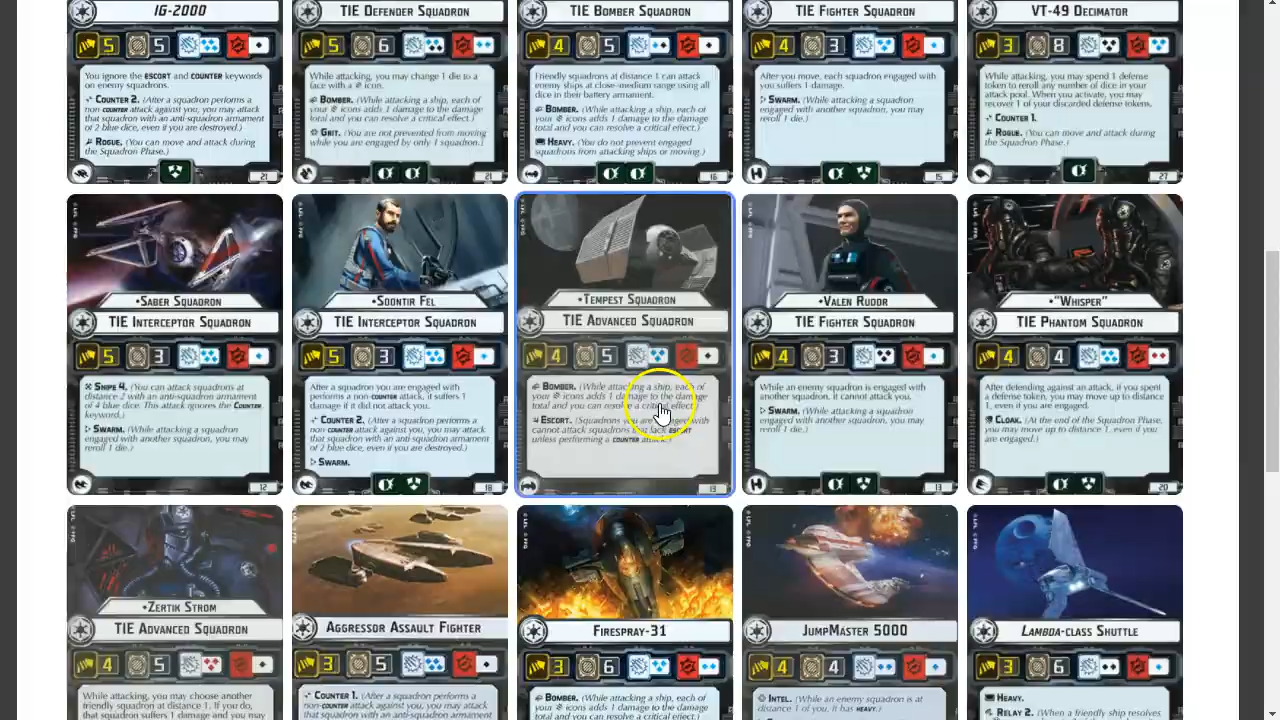 IG-2000
5 5
You ignore the ESCORT and COUNTER keywords
on enemy squadrons.
COUNTER 2. (After a squadron performs a
non-COUNTER attack against you, you may attack
that squadron with an anti-squadron armament
of 2 blue dice, even if you are destroyed.)
ROGUE. (You can move and attack during
the Squadron Phase.)
21
TIE DEFENDER SQUADRON
5 6
While attacking, you may change 1 die to a
face with a icon.
BOMBER. (While attacking a ship, each of
your icons adds 1 damage to the damage
total and you can resolve a critical effect.)
GRIT. (You are not prevented from moving
while you are engaged by only 1 squadron.)
21
TIE BOMBER SQUADRON
4 5
Friendly squadrons at distance 1 can attack
enemy ships at close-medium range using all
dice in their battery armament.
BOMBER. (While attacking a ship, each of
your icons adds 1 damage to the damage
total and you can resolve a critical effect.)
HEAVY. (You do not prevent engaged
squadrons from attacking ships or moving.)
16
TIE FIGHTER SQUADRON
4 3
After you move, each squadron engaged with
you suffers 1 damage.
SWARM. (While attacking a squadron
engaged with another squadron, you may
reroll 1 die.)
15
VT-49 DECIMATOR
3 8
While attacking, you may spend 1 defense
token to reroll any number of dice in your
attack pool. When you activate, you may
recover 1 of your discarded defense tokens.
COUNTER 1.
ROGUE. (You can move and attack during
the Squadron Phase.)
27
•SABER SQUADRON
TIE INTERCEPTOR SQUADRON
5 3
SNIPE 4. (You can attack squadrons at
distance 2 with an anti-squadron armament
of 4 blue dice. This attack ignores the COUNTER
keyword.)
SWARM. (While attacking a squadron
engaged with another squadron, you may
reroll 1 die.)
12
•SOONTIR FEL
TIE INTERCEPTOR SQUADRON
5 3
After a squadron you are engaged with
performs a non-COUNTER attack, it suffers 1
damage if it did not attack you.
COUNTER 2. (After a squadron performs a
non-COUNTER attack against you, you may attack
that squadron with an anti-squadron armament
of 2 blue dice, even if you are destroyed.)
SWARM.
18
•TEMPEST SQUADRON
TIE ADVANCED SQUADRON
4 5
BOMBER. (While attacking a ship, each of
your icons adds 1 damage to the damage
total and you can resolve a critical effect.)
ESCORT. (Squadrons you are engaged with
cannot attack squadrons that lack ESCORT
unless performing a COUNTER attack.)
13
•VALEN RUDOR
TIE FIGHTER SQUADRON
4 3
While an enemy squadron is engaged with
another squadron, it cannot attack you.
SWARM. (While attacking a squadron
engaged with another squadron, you may
reroll 1 die.)
13
•"WHISPER"
TIE PHANTOM SQUADRON
4 4
After defending against an attack, if you spent
a defense token, you may move up to distance
1, even if you are engaged.
CLOAK. (At the end of the Squadron Phase,
you may move up to distance 1, even if you
are engaged.)
20
•ZERTIK STROM
TIE ADVANCED SQUADRON
4 5
While attacking, you may choose another
friendly squadron at distance 1. If you do,
that squadron suffers 1 damage and you may
AGGRESSOR ASSAULT FIGHTER
3 5
COUNTER 1. (After a squadron performs a
non-COUNTER attack against you, you may attack
that squadron with an anti-squadron armament
FIRESPRAY-31
3 6
BOMBER. (While attacking a ship, each of
your icons adds 1 damage to the damage
JUMPMASTER 5000
4 4
INTEL. (While an enemy squadron is at
distance 1 of you, it has HEAVY.)
LAMBDA-CLASS SHUTTLE
3 6
HEAVY.
RELAY 2. (When a friendly ship resolves